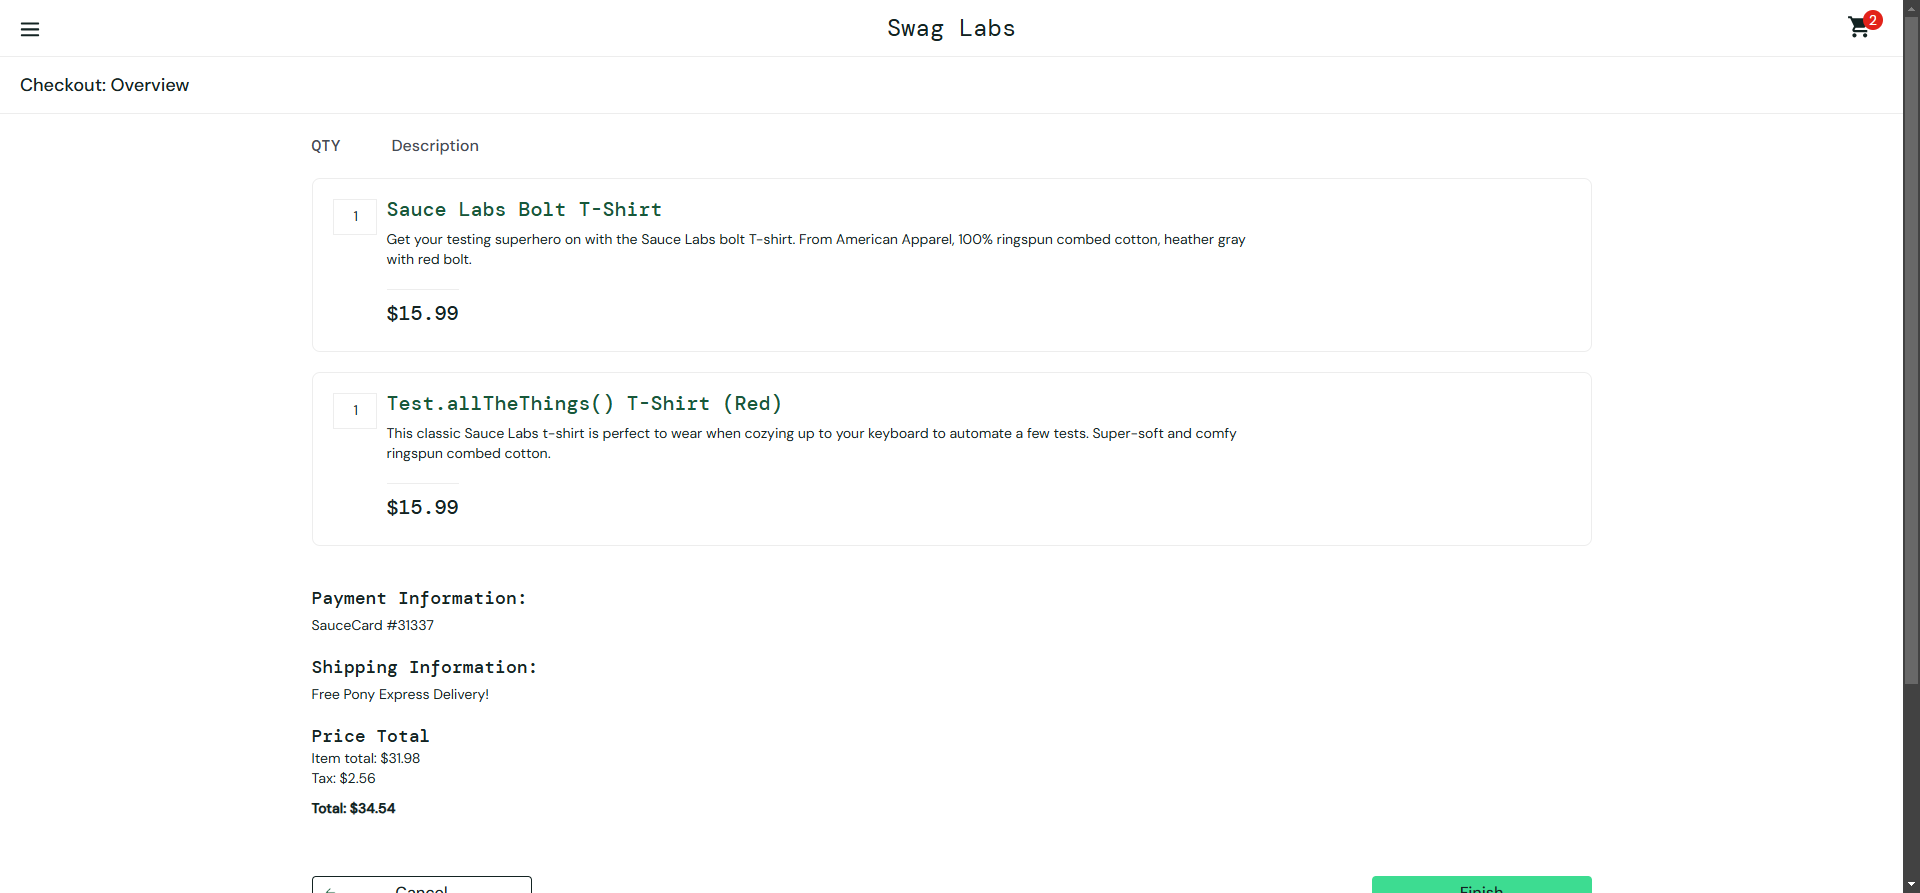 Swag Labs
2
Checkout: Overview
QTY Description
1
Sauce Labs Bolt T-Shirt
Get your testing superhero on with the Sauce Labs bolt T-shirt. From American Apparel, 100% ringspun combed cotton, heather gray
with red bolt.
$15.99
1
Test.allTheThings() T-Shirt (Red)
This classic Sauce Labs t-shirt is perfect to wear when cozying up to your keyboard to automate a few tests. Super-soft and comfy
ringspun combed cotton.
$15.99
Payment Information:
SauceCard #31337
Shipping Information:
Free Pony Express Delivery!
Price Total
Item total: $31.98
Tax: $2.56
Total: $34.54
Cancel
Finish